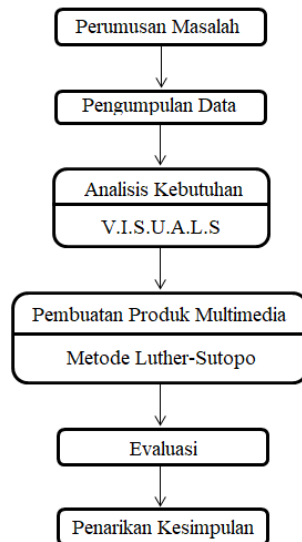 Perumusan Masalah
Pengumpulan Data
Analisis Kebutuhan
V.I.S.U.A.L.S
Pembuatan Produk Multimedia
Metode Luther-Sutopo
Evaluasi
Penarikan Kesimpulan